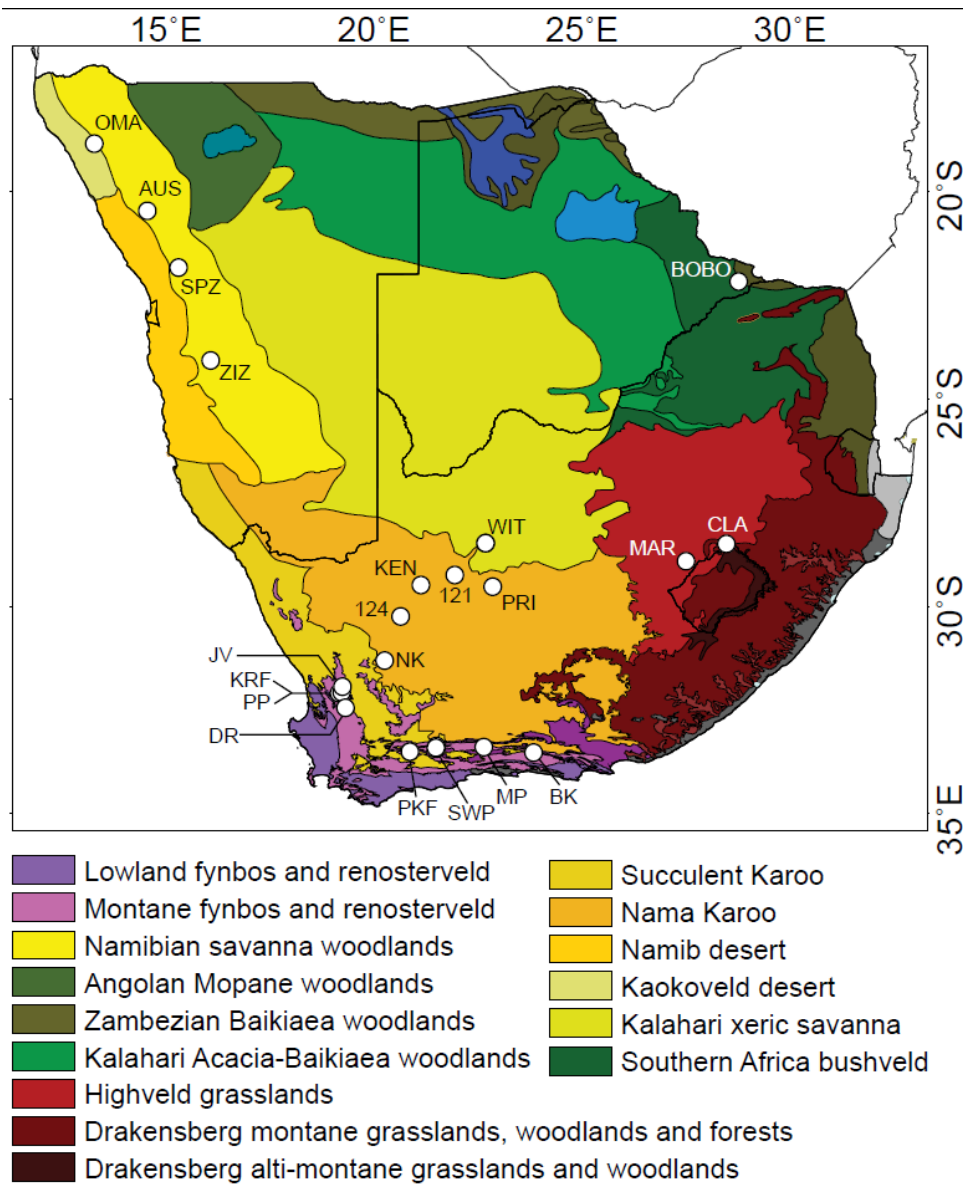 15°E 20°E 25°E 30°E
OMA
AUS
20°S
SPZ
BOBO
ZIZ
25°S
WIT
CLA
MAR
KEN
121
PRI
30°S
124
NK
JV
KRF
PP
DR
PKF
SWP
MP
BK
35°S
Lowland fynbos and renosterveld
Montane fynbos and renosterveld
Namibian savanna woodlands
Angolan Mopane woodlands
Zambezian Baikiaea woodlands
Kalahari Acacia-Baikiaea woodlands
Highveld grasslands
Drakensberg montane grasslands, woodlands and forests
Drakensberg alti-montane grasslands and woodlands
Succulent Karoo
Nama Karoo
Namib desert
Kaokoveld desert
Kalahari xeric savanna
Southern Africa bushveld